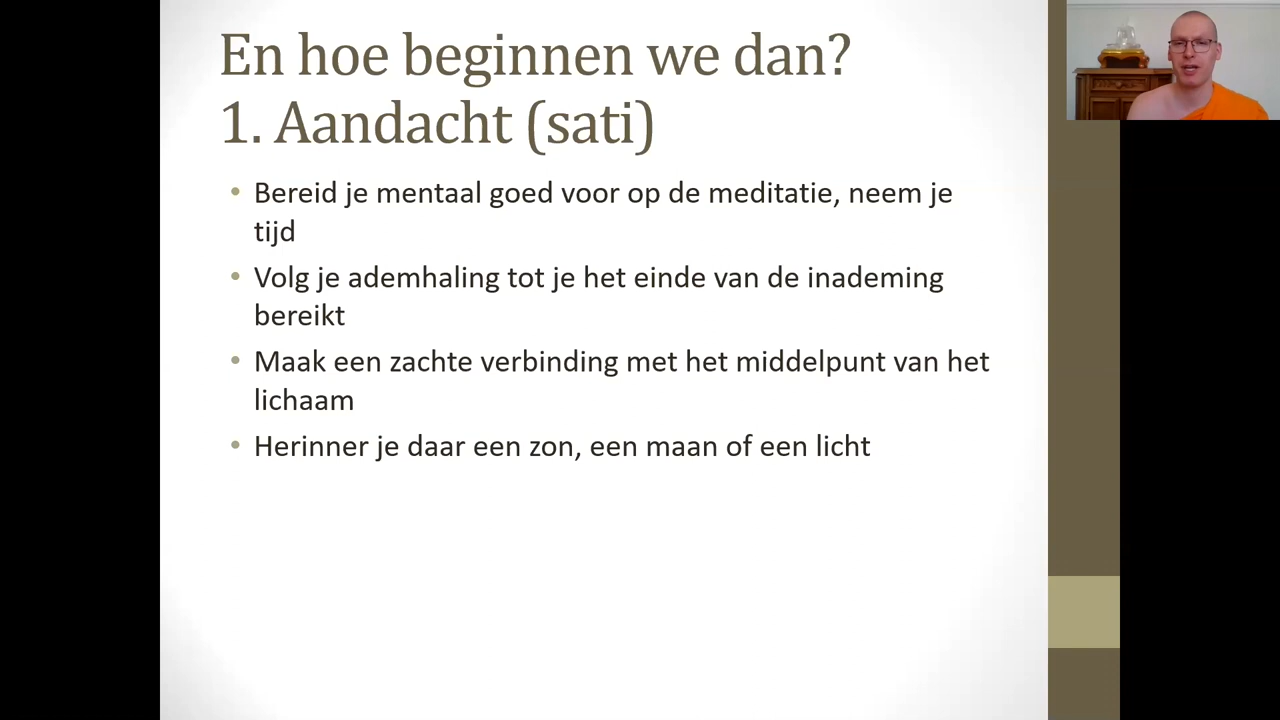 En hoe beginnen we dan?
1. Aandacht (sati)
• Bereid je mentaal goed voor op de meditatie, neem je
tijd
• Volg je ademhaling tot je het einde van de inademing
bereikt
• Maak een zachte verbinding met het middelpunt van het
lichaam
• Herinner je daar een zon, een maan of een licht